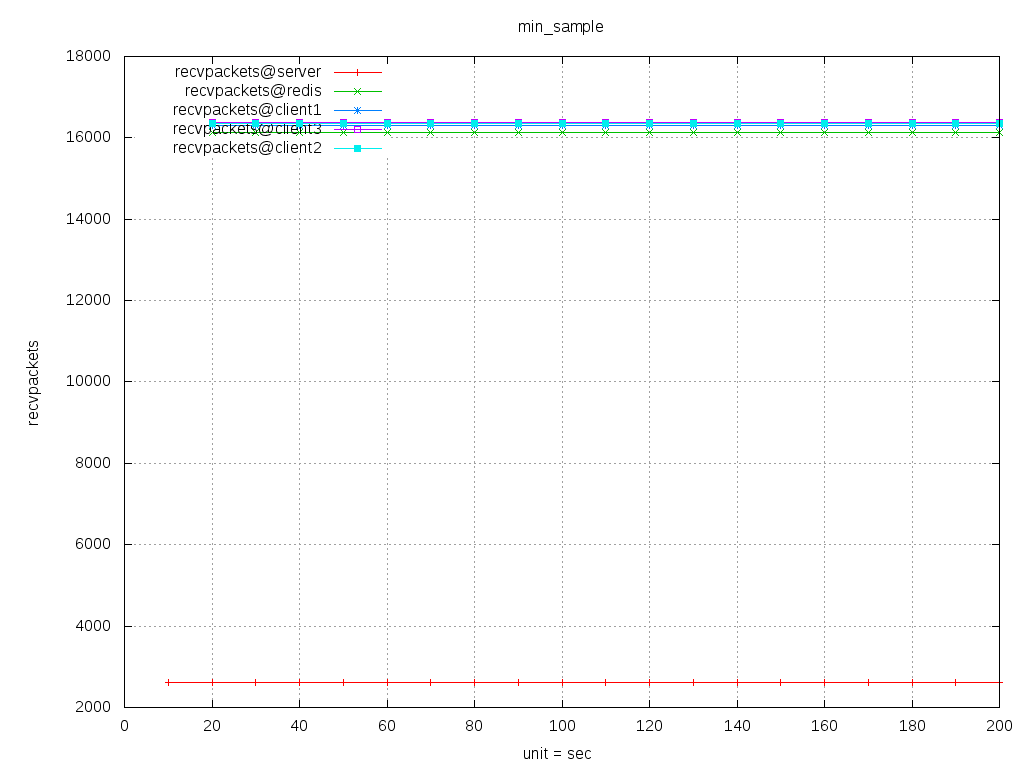 min_sample
recvpackets
18000
16000
14000
12000
10000
8000
6000
4000
2000
recvpackets@server
recvpackets@redis
recvpackets@client1
recvpackets@client3
recvpackets@client2
0 20 40 60 80 100 120 140 160 180 200
unit = sec